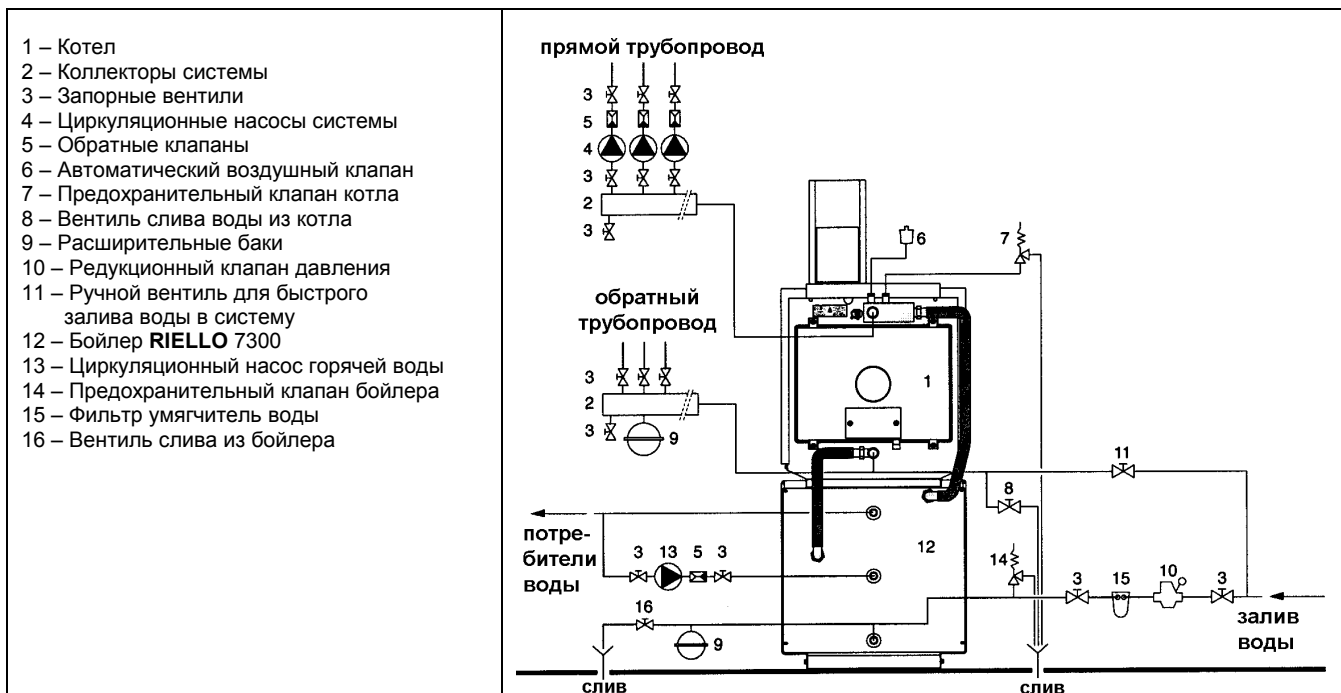 1 – Котел
2 – Коллекторы системы
3 – Запорные вентили
4 – Циркуляционные насосы системы
5 – Обратные клапаны
6 – Автоматический воздушный клапан
7 – Предохранительный клапан котла
8 – Вентиль слива воды из котла
9 – Расширительные баки
10 – Редукционный клапан давления
11 – Ручной вентиль для быстрого
залива воды в систему
12 – Бойлер RIELLO 7300
13 – Циркуляционный насос горячей воды
14 – Предохранительный клапан бойлера
15 – Фильтр умягчитель воды
16 – Вентиль слива из бойлера
прямой трубопровод
3
5
4
3
2
3
6
7
обратный
трубопровод
3
2
3
9
1
11
8
потре-
бители
воды
3 13 5 3
12
14
3 15 10 3
16
9
залив
воды
слив
слив